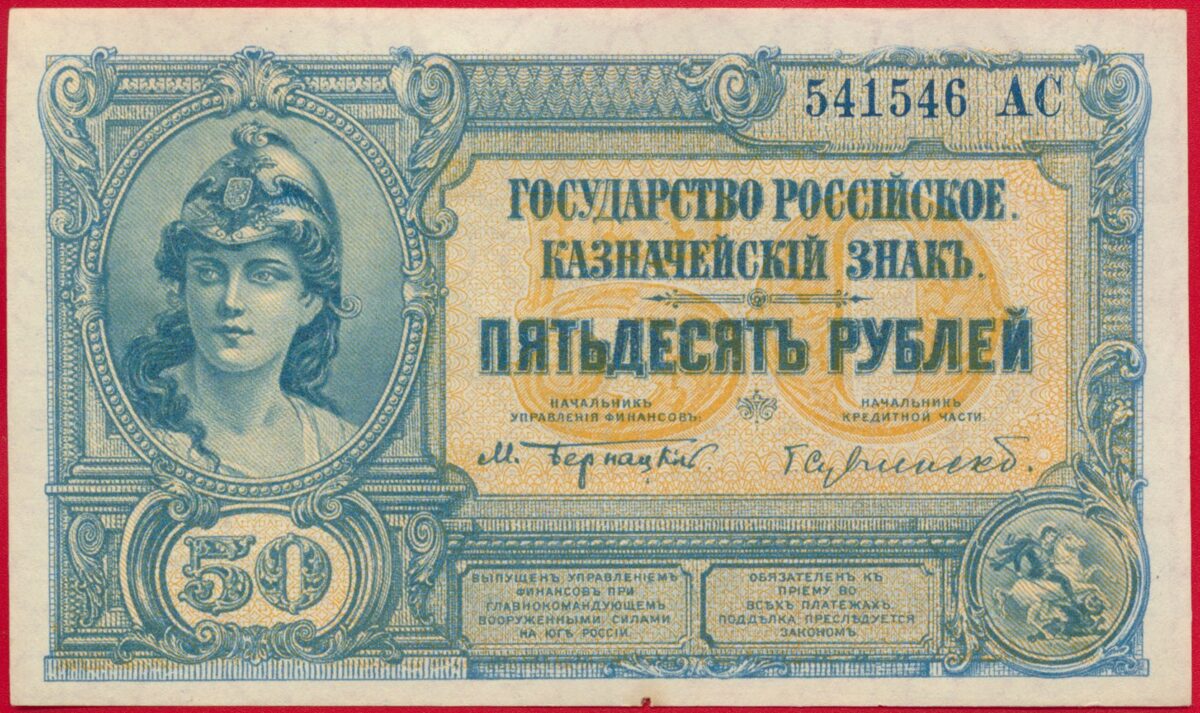 541546 АС
ГОСУДАРСТВО РОССІЙСКОЕ.
КАЗНАЧЕЙСКІЙ ЗНАКЪ.
ПЯТЬДЕСЯТЪ РУБЛЕЙ
НАЧАЛЬНИКЪ
УПРАВЛЕНІЯ ФИНАНСОВЪ.
НАЧАЛЬНИКЪ
КРЕДИТНОЙ ЧАСТИ
М. Бернацкій.
50
ВЫПУЩЕНЪ УПРАВЛЕНІЕМЪ
ФИНАНСОВЪ ПРИ
ГЛАВНОКОМАНДУЮЩЕМЪ
ВООРУЖЕННЫМИ СИЛАМИ
НА ЮГѢ РОССІИ.
ОБЯЗАТЕЛЕНЪ КЪ
ПРІЕМУ ВО
ВСѢХЪ ПЛАТЕЖАХЪ.
ПОДДѢЛКА ПРЕСЛѢДУЕТСЯ
ЗАКОНОМЪ.